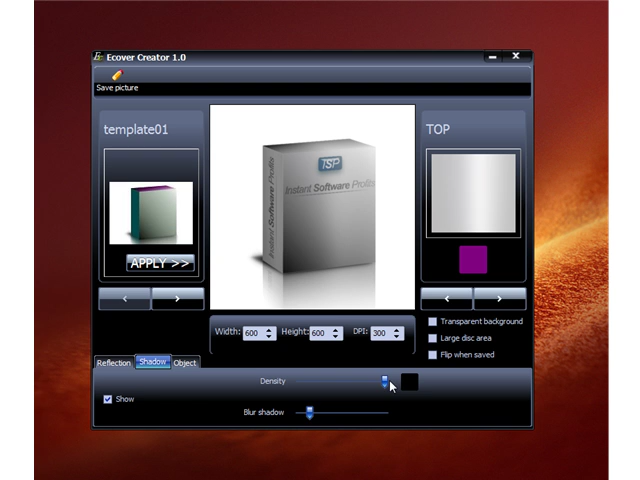 Ecover Creator 1.0
Save picture
template01
APPLY >>
TSP
Instant Software Profits
Instant Software Profits
TOP
< >
< >
Width: 600 Height: 600 DPI: 300
Transparent background
Large disc area
Flip when saved
Reflection Shadow Object
Density
Show
Blur shadow